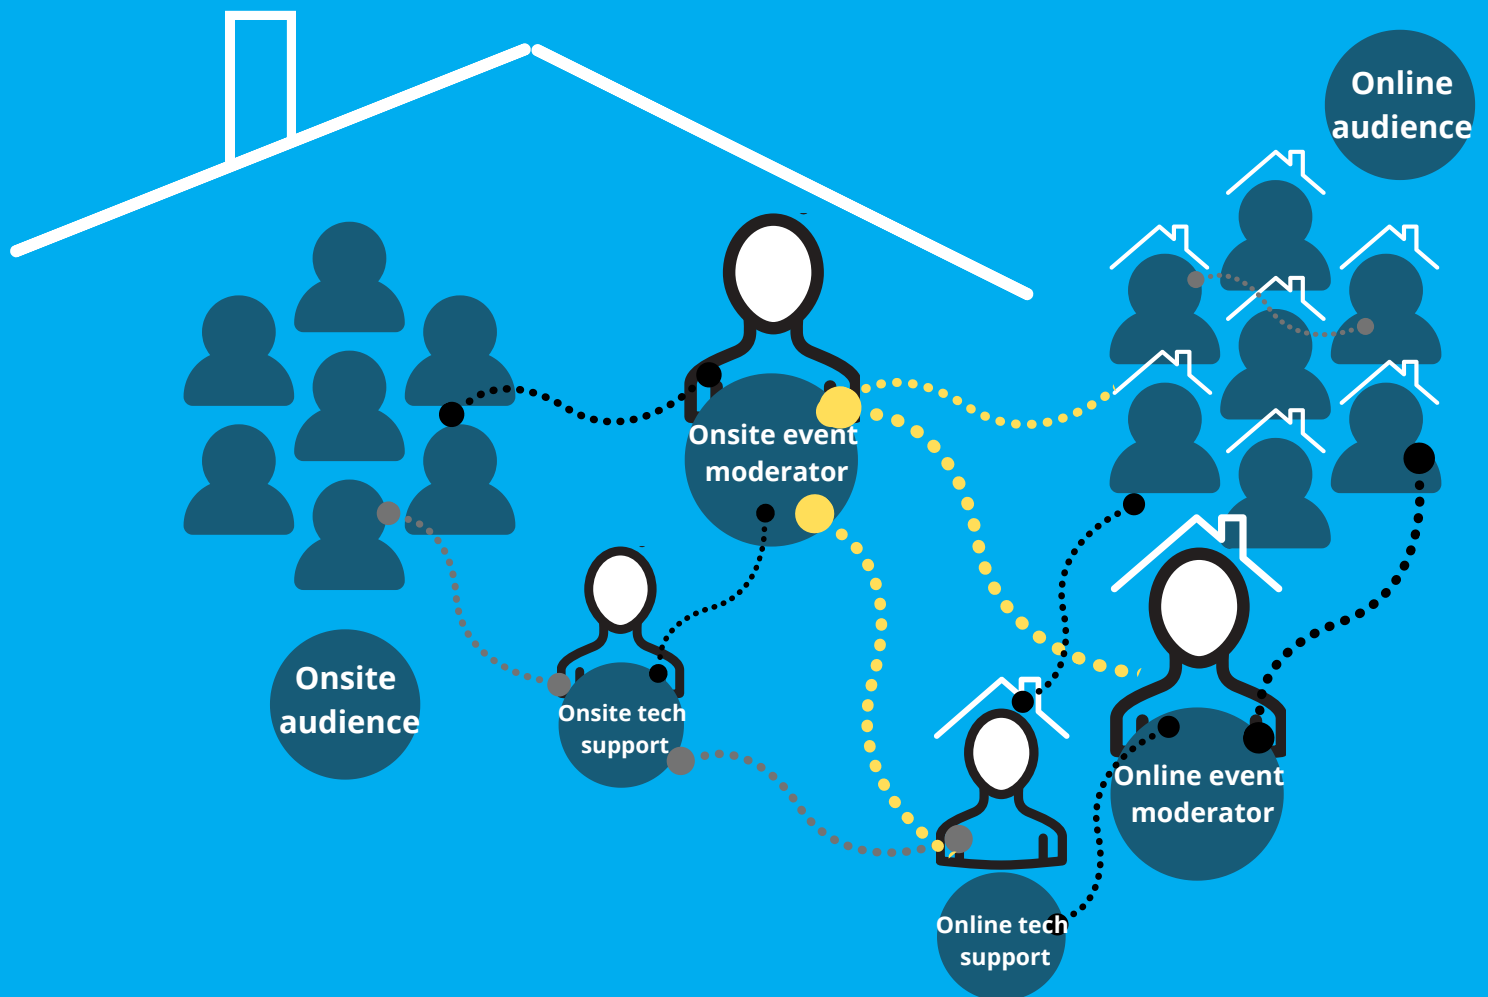 Online
audience
Onsite event
moderator
Onsite
audience
Onsite tech
support
Online event
moderator
Online tech
support